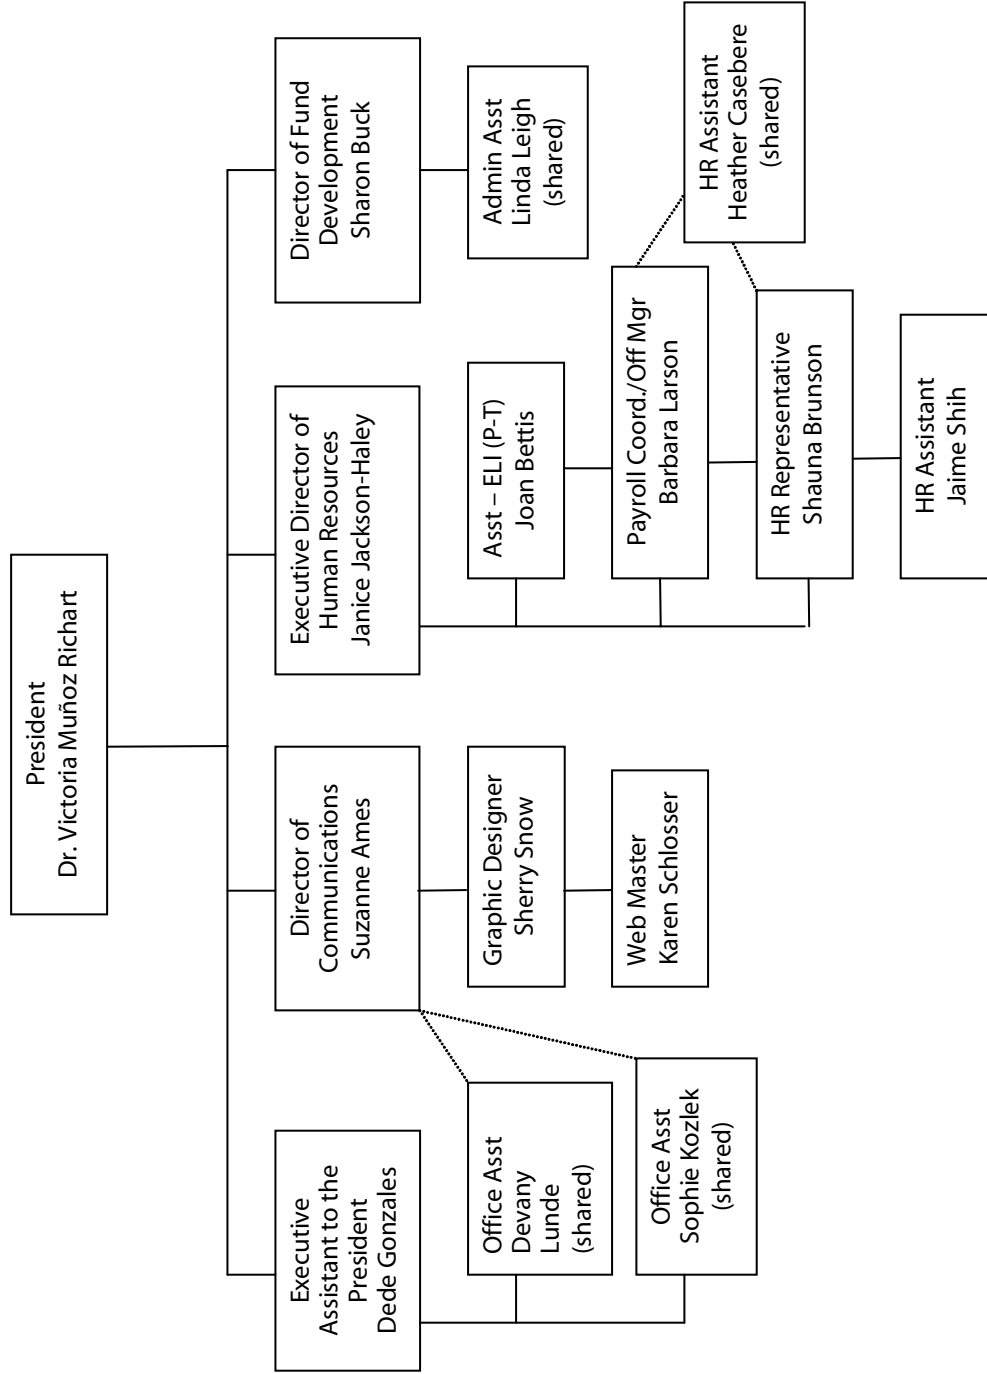 President
Dr. Victoria Muñoz Richart
Executive
Assistant to the
President
Dede Gonzales
Director of
Communications
Suzanne Ames
Executive Director of
Human Resources
Janice Jackson-Haley
Director of Fund
Development
Sharon Buck
Office Asst
Devany
Lunde
(shared)
Office Asst
Sophie Kozlek
(shared)
Graphic Designer
Sherry Snow
Web Master
Karen Schlosser
Asst – ELI (P-T)
Joan Bettis
Payroll Coord./Off Mgr
Barbara Larson
HR Representative
Shauna Brunson
HR Assistant
Jaime Shih
Admin Asst
Linda Leigh
(shared)
HR Assistant
Heather Casebere
(shared)